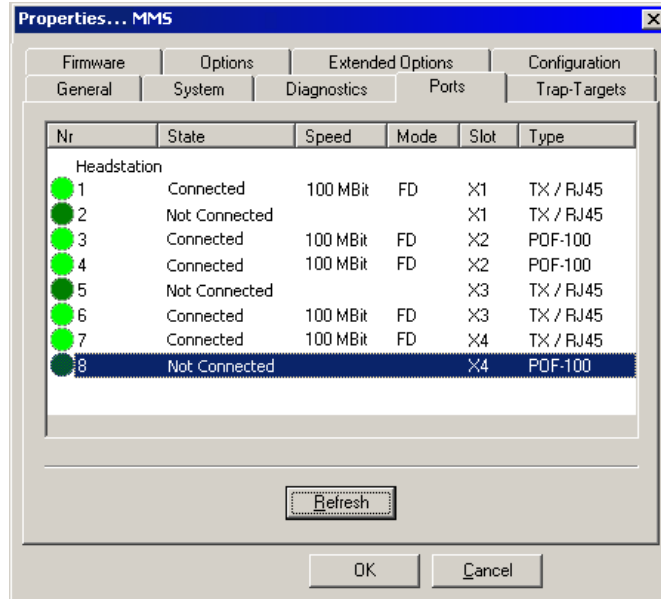 Properties... MMS
Firmware Options Extended Options Configuration
General System Diagnostics Ports Trap-Targets
Nr State Speed Mode Slot Type
Headstation
1 Connected 100 MBit FD X1 TX / RJ45
2 Not Connected X1 TX / RJ45
3 Connected 100 MBit FD X2 POF-100
4 Connected 100 MBit FD X2 POF-100
5 Not Connected X3 TX / RJ45
6 Connected 100 MBit FD X3 TX / RJ45
7 Connected 100 MBit FD X4 TX / RJ45
8 Not Connected X4 POF-100
Refresh
OK Cancel